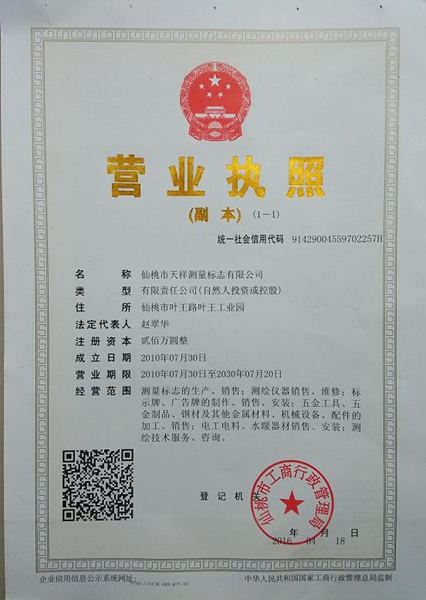 营业执照
(副 本) (1-1)
统一社会信用代码 91429004559702257H
名 称 仙桃市天祥测量标志有限公司
类 型 有限责任公司(自然人投资或控股)
住 所 仙桃市叶王路叶王工业园
法定代表人 赵翠华
注册资本 贰佰万圆整
成立日期 2010年07月30日
营业期限 2010年07月30日至2030年07月20日
经营范围 测量标志的生产、销售;测绘仪器销售、维修;标
示牌、广告牌的制作、销售、安装;五金工具、五
金制品、钢材及其他金属材料、机械设备、配件的
加工、销售;电工电料、水暖器材销售、安装;测
绘技术服务、咨询。
登记机关
仙桃市工商行政管理局
年 月 日
2016 01 18
企业信用信息公示系统网址:
中华人民共和国国家工商行政管理总局监制